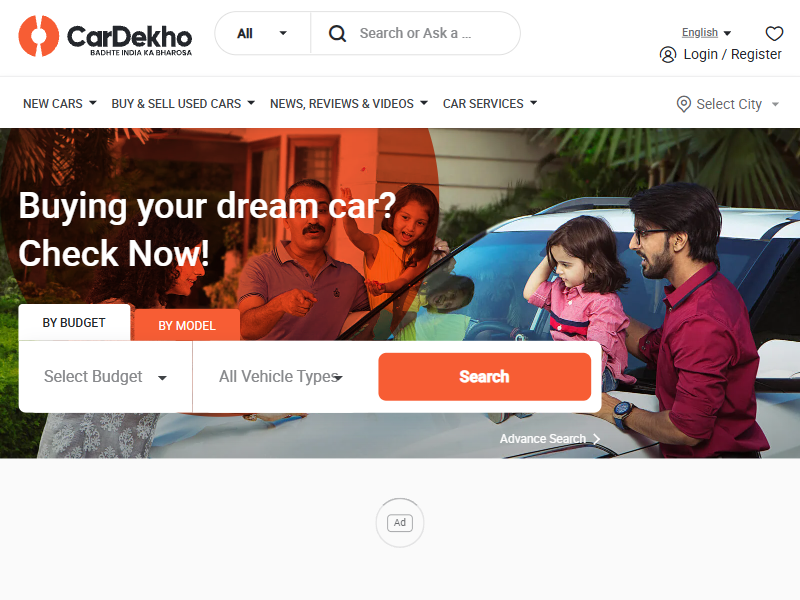 CarDekho
BADHTE INDIA KA BHAROSA
All
Search or Ask a ...
English
Login / Register
NEW CARS
BUY & SELL USED CARS
NEWS, REVIEWS & VIDEOS
CAR SERVICES
Select City
Buying your dream car?
Check Now!
BY BUDGET
BY MODEL
Select Budget
All Vehicle Types
Search
Advance Search
Ad